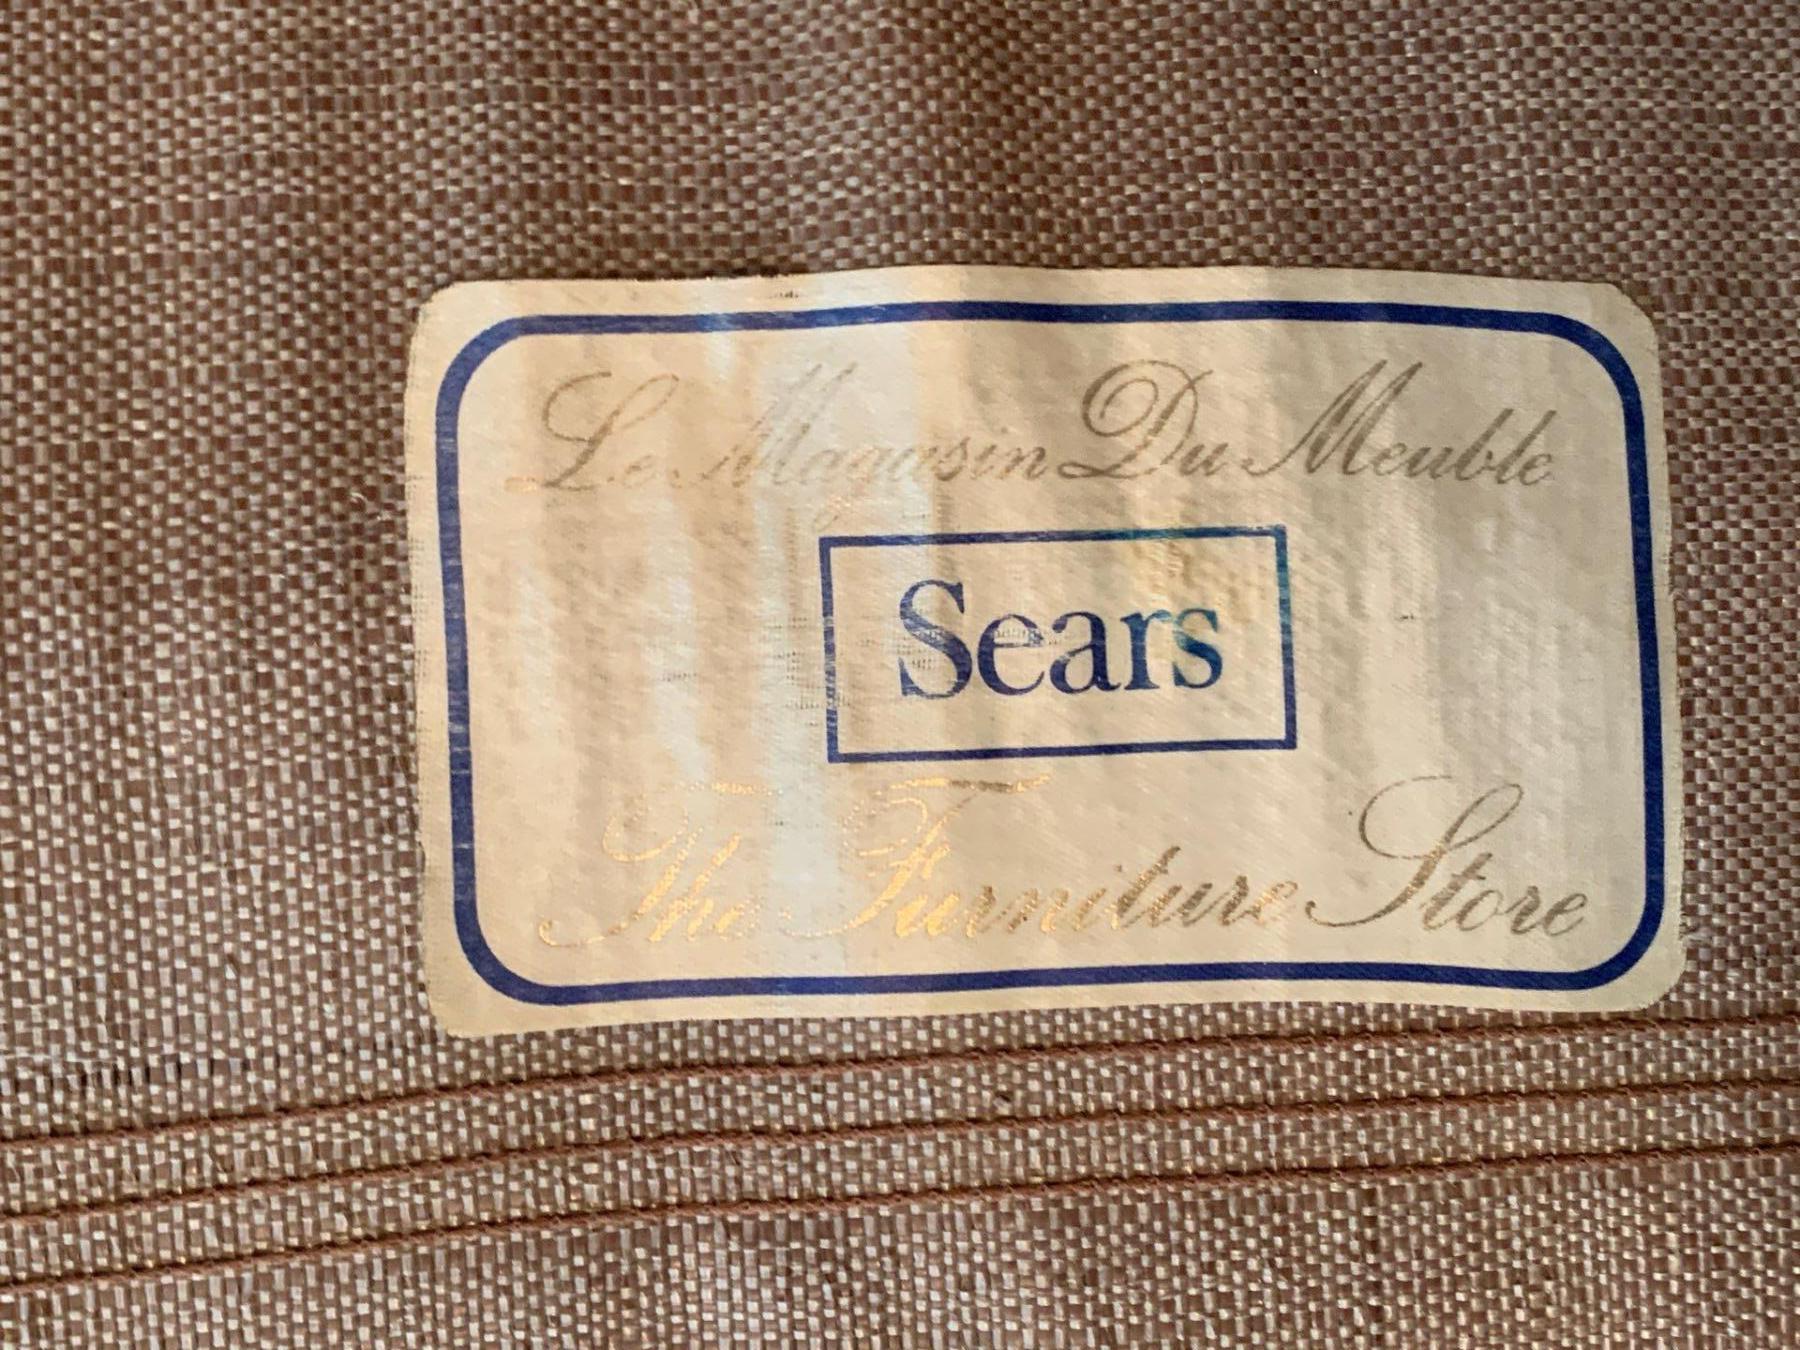 Le Magasin Du Meuble
Sears
The Furniture Store